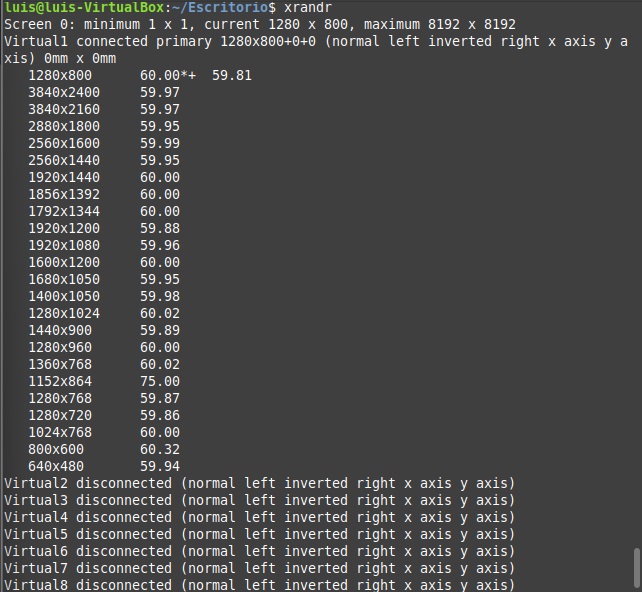 luis@luis-VirtualBox:~/Escritorio$ xrandr
Screen 0: minimum 1 x 1, current 1280 x 800, maximum 8192 x 8192
Virtual1 connected primary 1280x800+0+0 (normal left inverted right x axis y a
xis) 0mm x 0mm
   1280x800      60.00*+  59.81
   3840x2400     59.97
   3840x2160     59.97
   2880x1800     59.95
   2560x1600     59.99
   2560x1440     59.95
   1920x1440     60.00
   1856x1392     60.00
   1792x1344     60.00
   1920x1200     59.88
   1920x1080     59.96
   1600x1200     60.00
   1680x1050     59.95
   1400x1050     59.98
   1280x1024     60.02
   1440x900      59.89
   1280x960      60.00
   1360x768      60.02
   1152x864      75.00
   1280x768      59.87
   1280x720      59.86
   1024x768      60.00
   800x600       60.32
   640x480       59.94
Virtual2 disconnected (normal left inverted right x axis y axis)
Virtual3 disconnected (normal left inverted right x axis y axis)
Virtual4 disconnected (normal left inverted right x axis y axis)
Virtual5 disconnected (normal left inverted right x axis y axis)
Virtual6 disconnected (normal left inverted right x axis y axis)
Virtual7 disconnected (normal left inverted right x axis y axis)
Virtual8 disconnected (normal left inverted right x axis y axis)